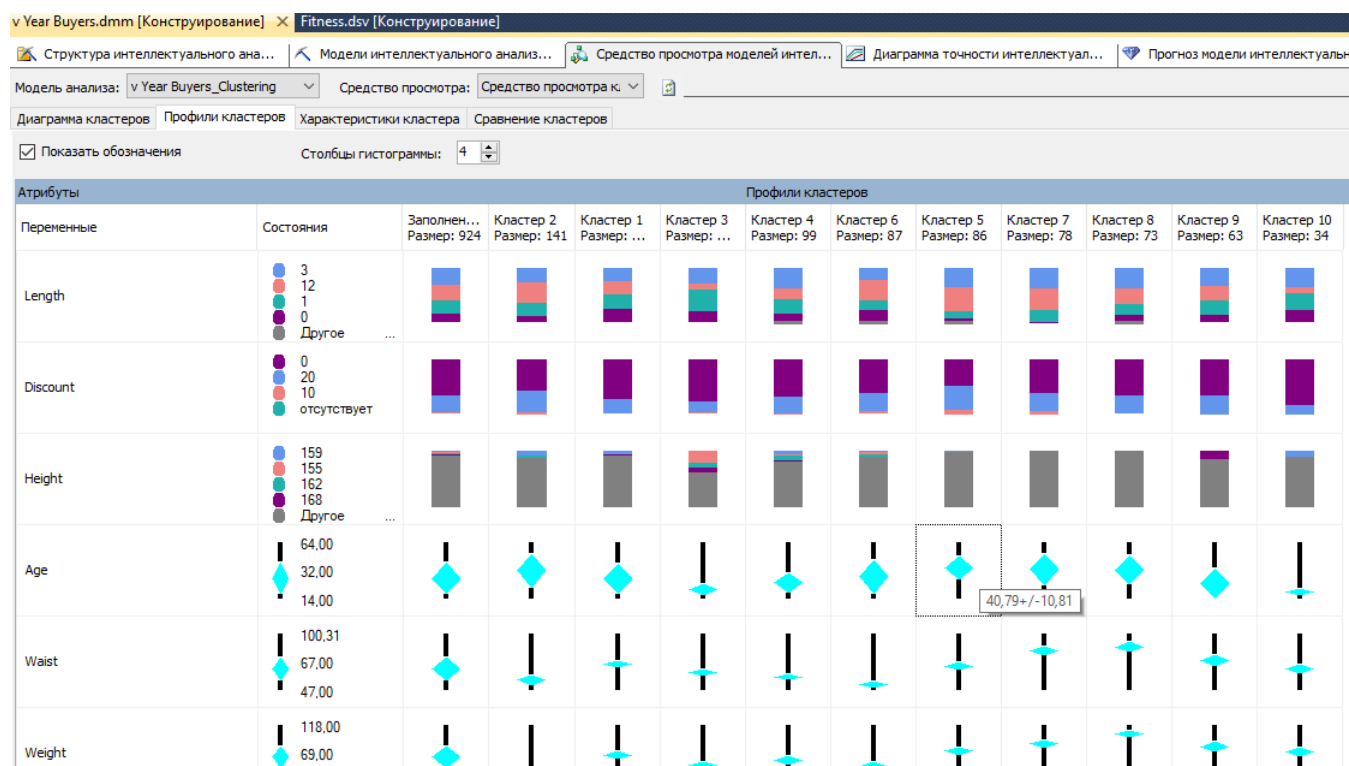 v Year Buyers.dmm [Конструирование] Fitness.dsv [Конструирование]
Структура интеллектуального ана... Модели интеллектуального анализ... Средство просмотра моделей интел... Диаграмма точности интеллектуал... Прогноз модели интеллектуальн
Модель анализа: v Year Buyers_Clustering Средство просмотра: Средство просмотра к.
Диаграмма кластеров Профили кластеров Характеристики кластера Сравнение кластеров
Показать обозначения Столбцы гистограммы: 4
Атрибуты Профили кластеров
Переменные Состояния Заполнен... Кластер 2 Кластер 1 Кластер 3 Кластер 4 Кластер 6 Кластер 5 Кластер 7 Кластер 8 Кластер 9 Кластер 10
Размер: 924 Размер: 141 Размер: ... Размер: ... Размер: 99 Размер: 87 Размер: 86 Размер: 78 Размер: 73 Размер: 63 Размер: 34
Length
3
12
1
0
Другое ...
Discount
0
20
10
отсутствует
Height
159
155
162
168
Другое ...
Age
64,00
32,00
14,00
40,79+/-10,81
Waist
100,31
67,00
47,00
Weight
118,00
69,00